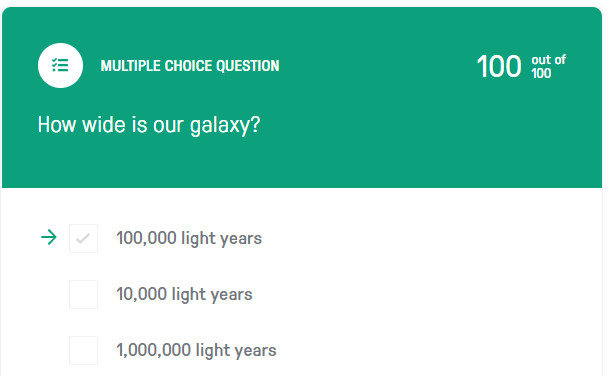 MULTIPLE CHOICE QUESTION
100 out of 100
How wide is our galaxy?
100,000 light years
10,000 light years
1,000,000 light years